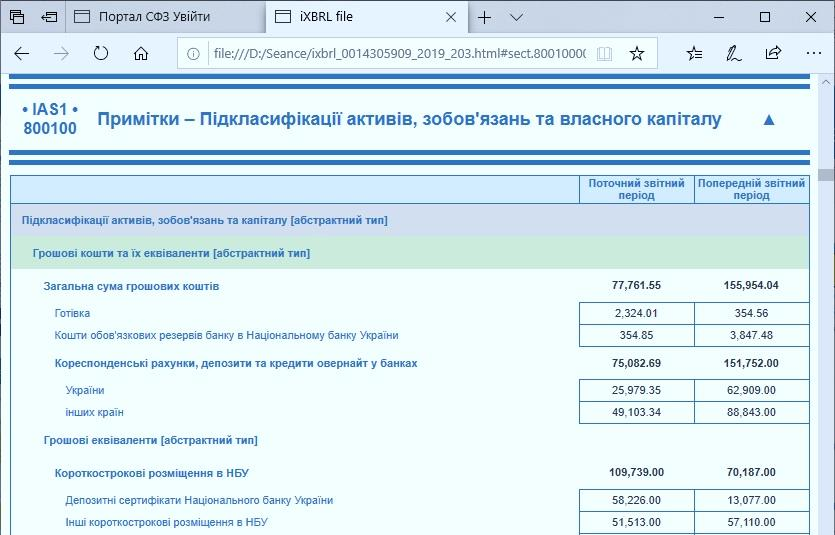 Портал СФЗ Увійти
iXBRL file
file:///D:/Seance/ixbrl_0014305909_2019_203.html#sect.8001000
• IAS1 •
800100
Примітки – Підкласифікації активів, зобов'язань та власного капіталу ▲
Поточний звітний період Попередній звітний період
Підкласифікації активів, зобов'язань та капіталу [абстрактний тип]
Грошові кошти та їх еквіваленти [абстрактний тип]
Загальна сума грошових коштів 77,761.55 155,954.04
Готівка 2,324.01 354.56
Кошти обов'язкових резервів банку в Національному банку України 354.85 3,847.48
Кореспондентські рахунки, депозити та кредити овернайт у банках 75,082.69 151,752.00
України 25,979.35 62,909.00
інших країн 49,103.34 88,843.00
Грошові еквіваленти [абстрактний тип]
Короткострокові розміщення в НБУ 109,739.00 70,187.00
Депозитні сертифікати Національного банку України 58,226.00 13,077.00
Інші короткострокові розміщення в НБУ 51,513.00 57,110.00